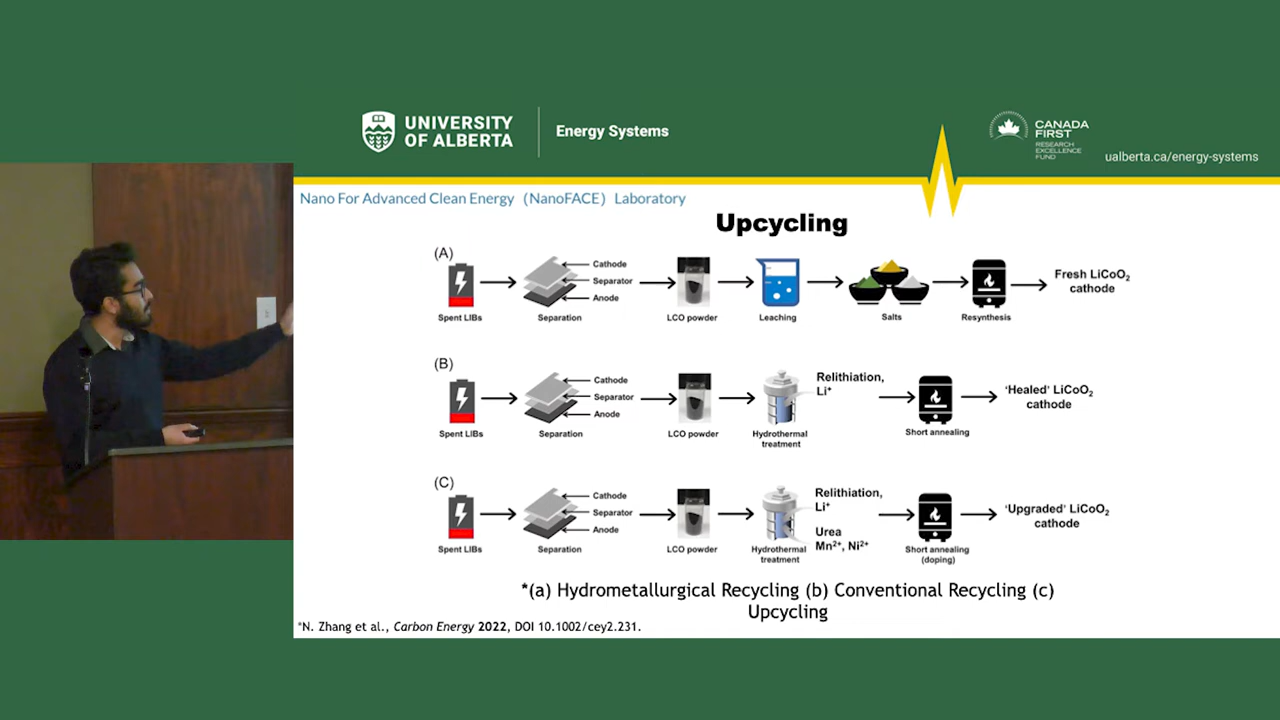 UNIVERSITY
OF ALBERTA
Energy Systems
CANADA
FIRST
RESEARCH
EXCELLENCE
FUND
ualberta.ca/energy-systems
Nano For Advanced Clean Energy (NanoFACE) Laboratory
Upcycling
(A)
Cathode
Separator
Anode
Spent LIBs
Separation
LCO powder
Leaching
Salts
Resynthesis
Fresh LiCoO₂
cathode
(B)
Cathode
Separator
Anode
Spent LIBs
Separation
LCO powder
Hydrothermal
treatment
Relithiation,
Li⁺
Short annealing
'Healed' LiCoO₂
cathode
(C)
Cathode
Separator
Anode
Spent LIBs
Separation
LCO powder
Hydrothermal
treatment
Relithiation,
Li⁺
Urea
Mn²⁺, Ni²⁺
Short annealing
(doping)
'Upgraded' LiCoO₂
cathode
*(a) Hydrometallurgical Recycling (b) Conventional Recycling (c)
Upcycling
*N. Zhang et al., Carbon Energy 2022, DOI 10.1002/cey2.231.